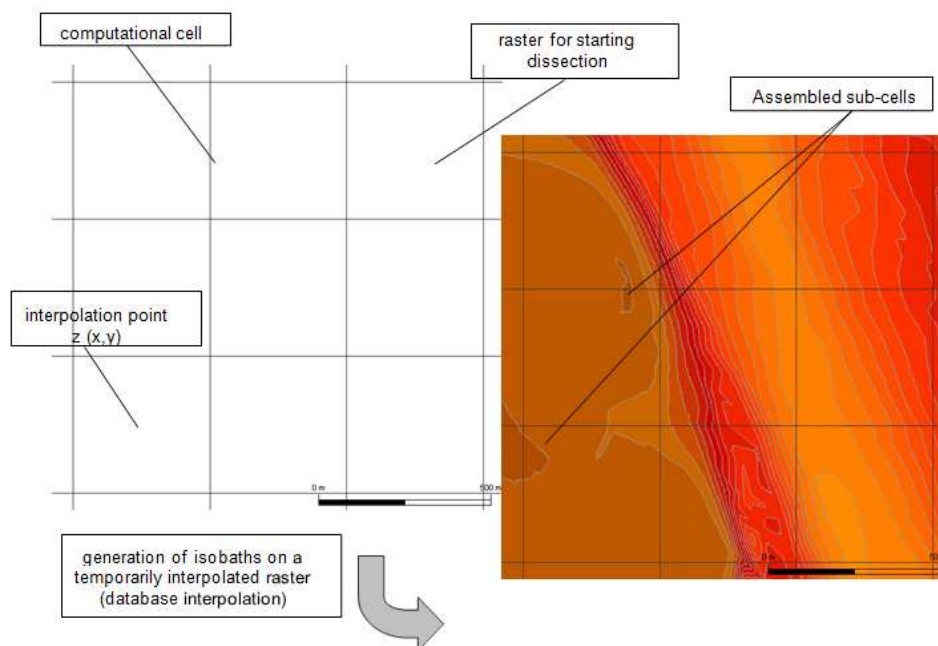 computational cell
raster for starting
dissection
Assembled sub-cells
interpolation point
z (x,y)
0 m
500 m
generation of isobaths on a
temporarily interpolated raster
(database interpolation)
0 m